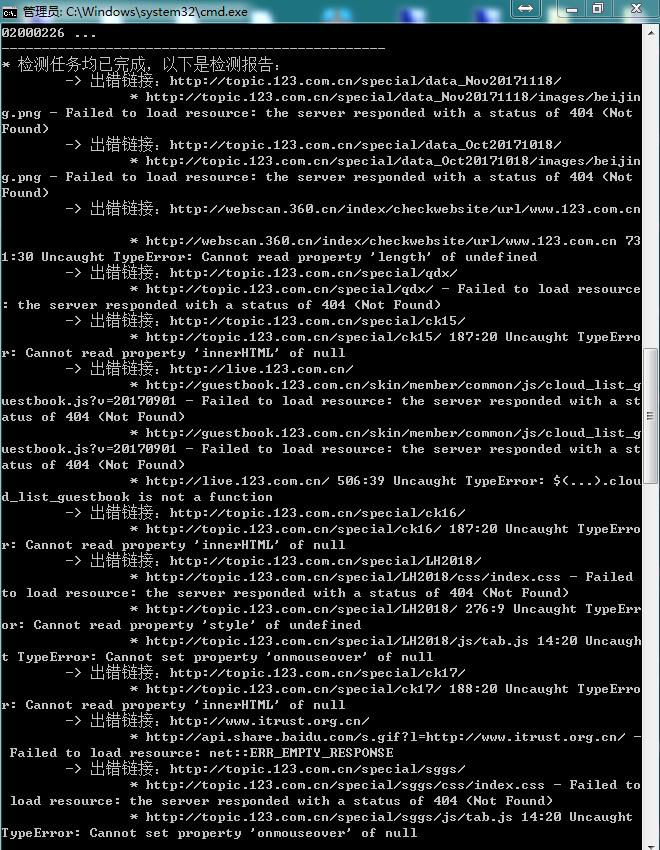 管理员: C:\Windows\system32\cmd.exe
02000226 ...
------------------------------------------------
* 检测任务均已完成，以下是检测报告：
-> 出错链接：http://topic.123.com.cn/special/data_Nov20171118/
* http://topic.123.com.cn/special/data_Nov20171118/images/beijin
g.png - Failed to load resource: the server responded with a status of 404 (Not
Found)
-> 出错链接：http://topic.123.com.cn/special/data_Oct20171018/
* http://topic.123.com.cn/special/data_Oct20171018/images/beijin
g.png - Failed to load resource: the server responded with a status of 404 (Not
Found)
-> 出错链接：http://webscan.360.cn/index/checkwebsite/url/www.123.com.cn
* http://webscan.360.cn/index/checkwebsite/url/www.123.com.cn 73
1:30 Uncaught TypeError: Cannot read property 'length' of undefined
-> 出错链接：http://topic.123.com.cn/special/qdx/
* http://topic.123.com.cn/special/qdx/ - Failed to load resource
: the server responded with a status of 404 (Not Found)
-> 出错链接：http://topic.123.com.cn/special/ck15/
* http://topic.123.com.cn/special/ck15/ 187:20 Uncaught TypeErro
r: Cannot read property 'innerHTML' of null
-> 出错链接：http://live.123.com.cn/
* http://guestbook.123.com.cn/skin/member/common/js/cloud_list_g
uestbook.js?v=20170901 - Failed to load resource: the server responded with a st
atus of 404 (Not Found)
* http://guestbook.123.com.cn/skin/member/common/js/cloud_list_g
uestbook.js?v=20170901 - Failed to load resource: the server responded with a st
atus of 404 (Not Found)
* http://live.123.com.cn/ 506:39 Uncaught TypeError: $(...).clou
d_list_guestbook is not a function
-> 出错链接：http://topic.123.com.cn/special/ck16/
* http://topic.123.com.cn/special/ck16/ 187:20 Uncaught TypeErro
r: Cannot read property 'innerHTML' of null
-> 出错链接：http://topic.123.com.cn/special/LH2018/
* http://topic.123.com.cn/special/LH2018/css/index.css - Failed
to load resource: the server responded with a status of 404 (Not Found)
* http://topic.123.com.cn/special/LH2018/ 276:9 Uncaught TypeErr
or: Cannot read property 'style' of undefined
* http://topic.123.com.cn/special/LH2018/js/tab.js 14:20 Uncaugh
t TypeError: Cannot set property 'onmouseover' of null
-> 出错链接：http://topic.123.com.cn/special/ck17/
* http://topic.123.com.cn/special/ck17/ 188:20 Uncaught TypeErro
r: Cannot read property 'innerHTML' of null
-> 出错链接：http://www.itrust.org.cn/
* http://api.share.baidu.com/s.gif?l=http://www.itrust.org.cn/ -
Failed to load resource: net::ERR_EMPTY_RESPONSE
-> 出错链接：http://topic.123.com.cn/special/sggs/
* http://topic.123.com.cn/special/sggs/css/index.css - Failed to
load resource: the server responded with a status of 404 (Not Found)
* http://topic.123.com.cn/special/sggs/js/tab.js 14:20 Uncaught
TypeError: Cannot set property 'onmouseover' of null